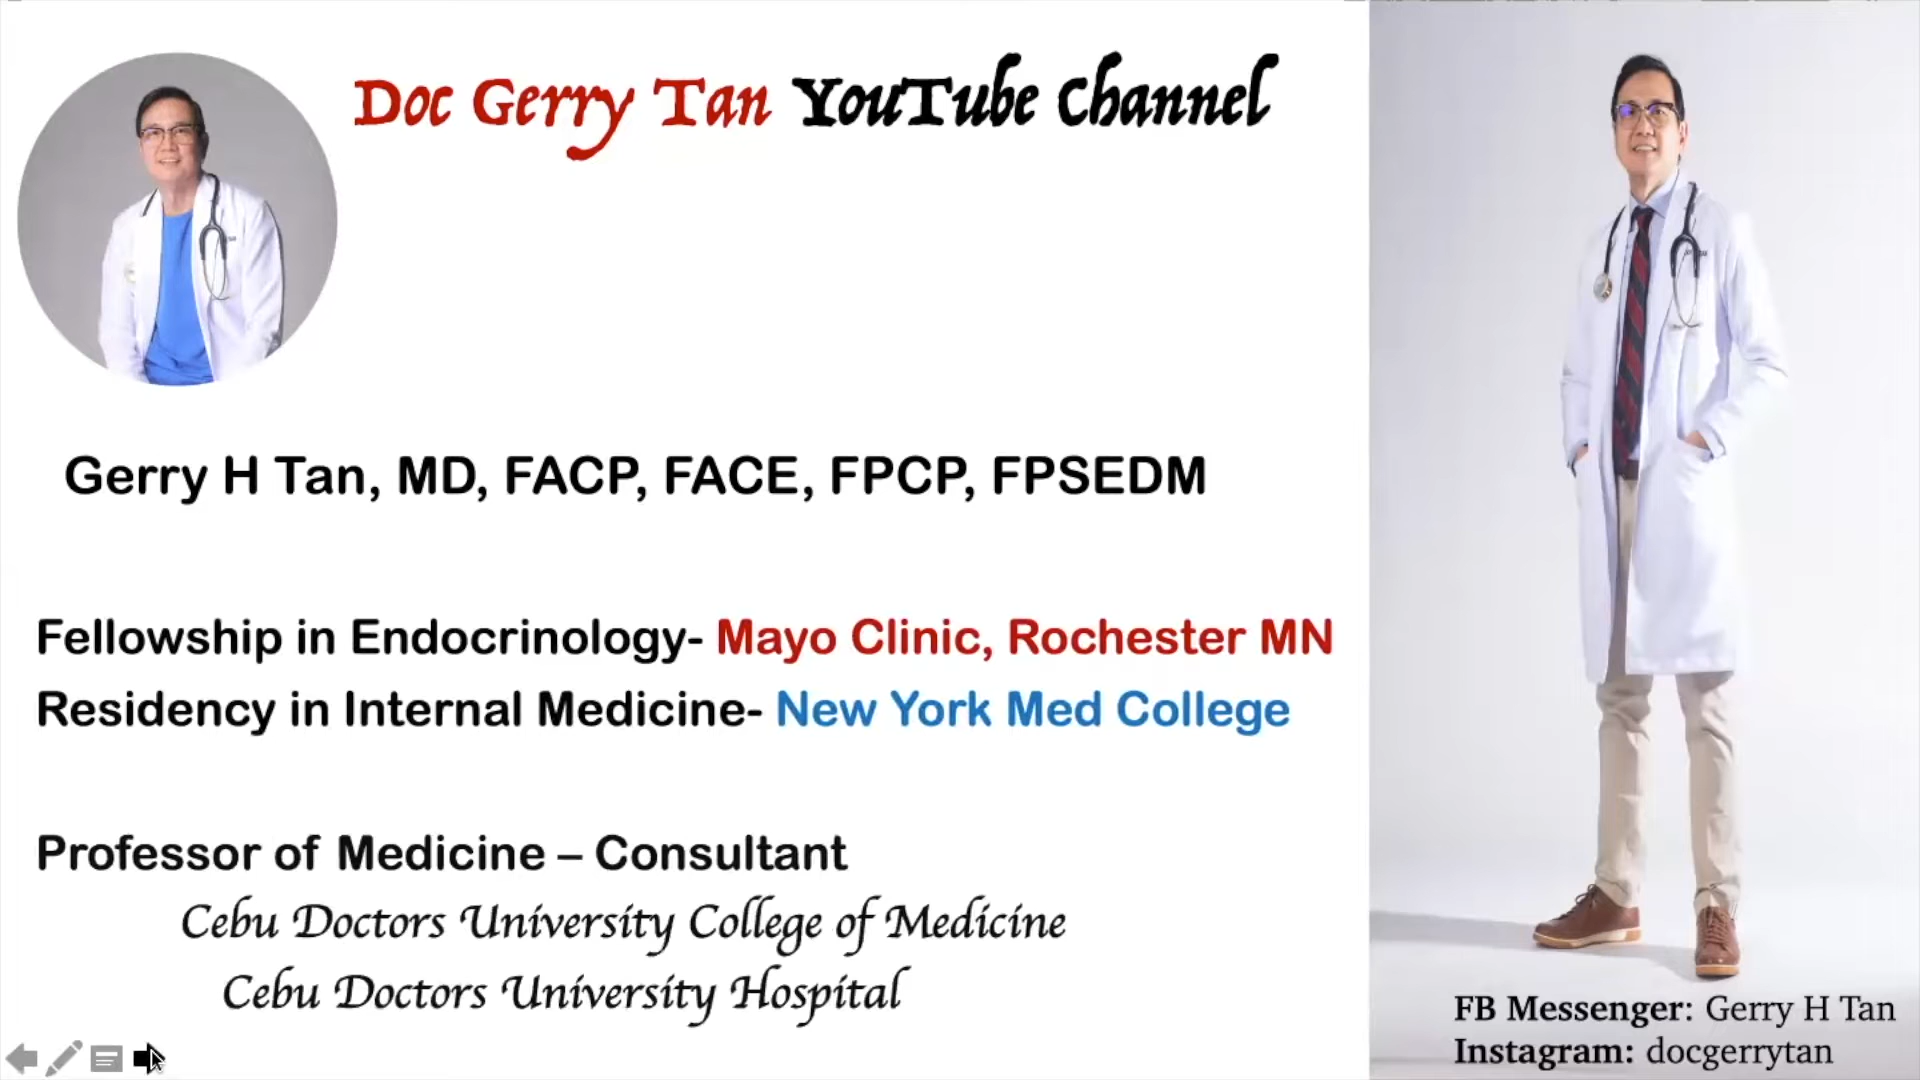 Doc Gerry Tan YouTube Channel
Gerry H Tan, MD, FACP, FACE, FPCP, FPSEDM
Fellowship in Endocrinology- Mayo Clinic, Rochester MN
Residency in Internal Medicine- New York Med College
Professor of Medicine – Consultant
Cebu Doctors University College of Medicine
Cebu Doctors University Hospital
FB Messenger: Gerry H Tan
Instagram: docgerrytan